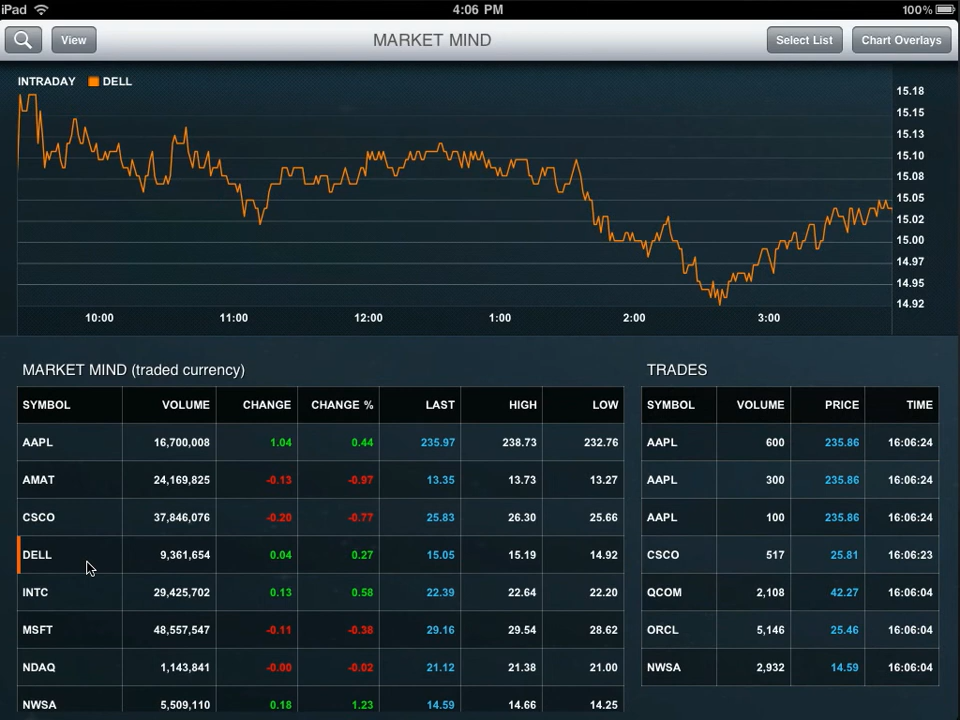 iPad 4:06 PM 100%
View MARKET MIND Select List Chart Overlays
INTRADAY DELL
15.18
15.15
15.13
15.10
15.08
15.05
15.02
15.00
14.97
14.95
14.92
10:00 11:00 12:00 1:00 2:00 3:00
MARKET MIND (traded currency)
SYMBOL VOLUME CHANGE CHANGE % LAST HIGH LOW
AAPL 16,700,008 1.04 0.44 235.97 238.73 232.76
AMAT 24,169,825 -0.13 -0.97 13.35 13.73 13.27
CSCO 37,846,076 -0.20 -0.77 25.83 26.30 25.66
DELL 9,361,654 0.04 0.27 15.05 15.19 14.92
INTC 29,425,702 0.13 0.58 22.39 22.64 22.20
MSFT 48,557,547 -0.11 -0.38 29.16 29.54 28.62
NDAQ 1,143,841 -0.00 -0.02 21.12 21.38 21.00
NWSA 5,509,110 0.18 1.23 14.59 14.66 14.25
TRADES
SYMBOL VOLUME PRICE TIME
AAPL 600 235.86 16:06:24
AAPL 300 235.86 16:06:24
AAPL 100 235.86 16:06:24
CSCO 517 25.81 16:06:23
QCOM 2,108 42.27 16:06:04
ORCL 5,146 25.46 16:06:04
NWSA 2,932 14.59 16:06:04